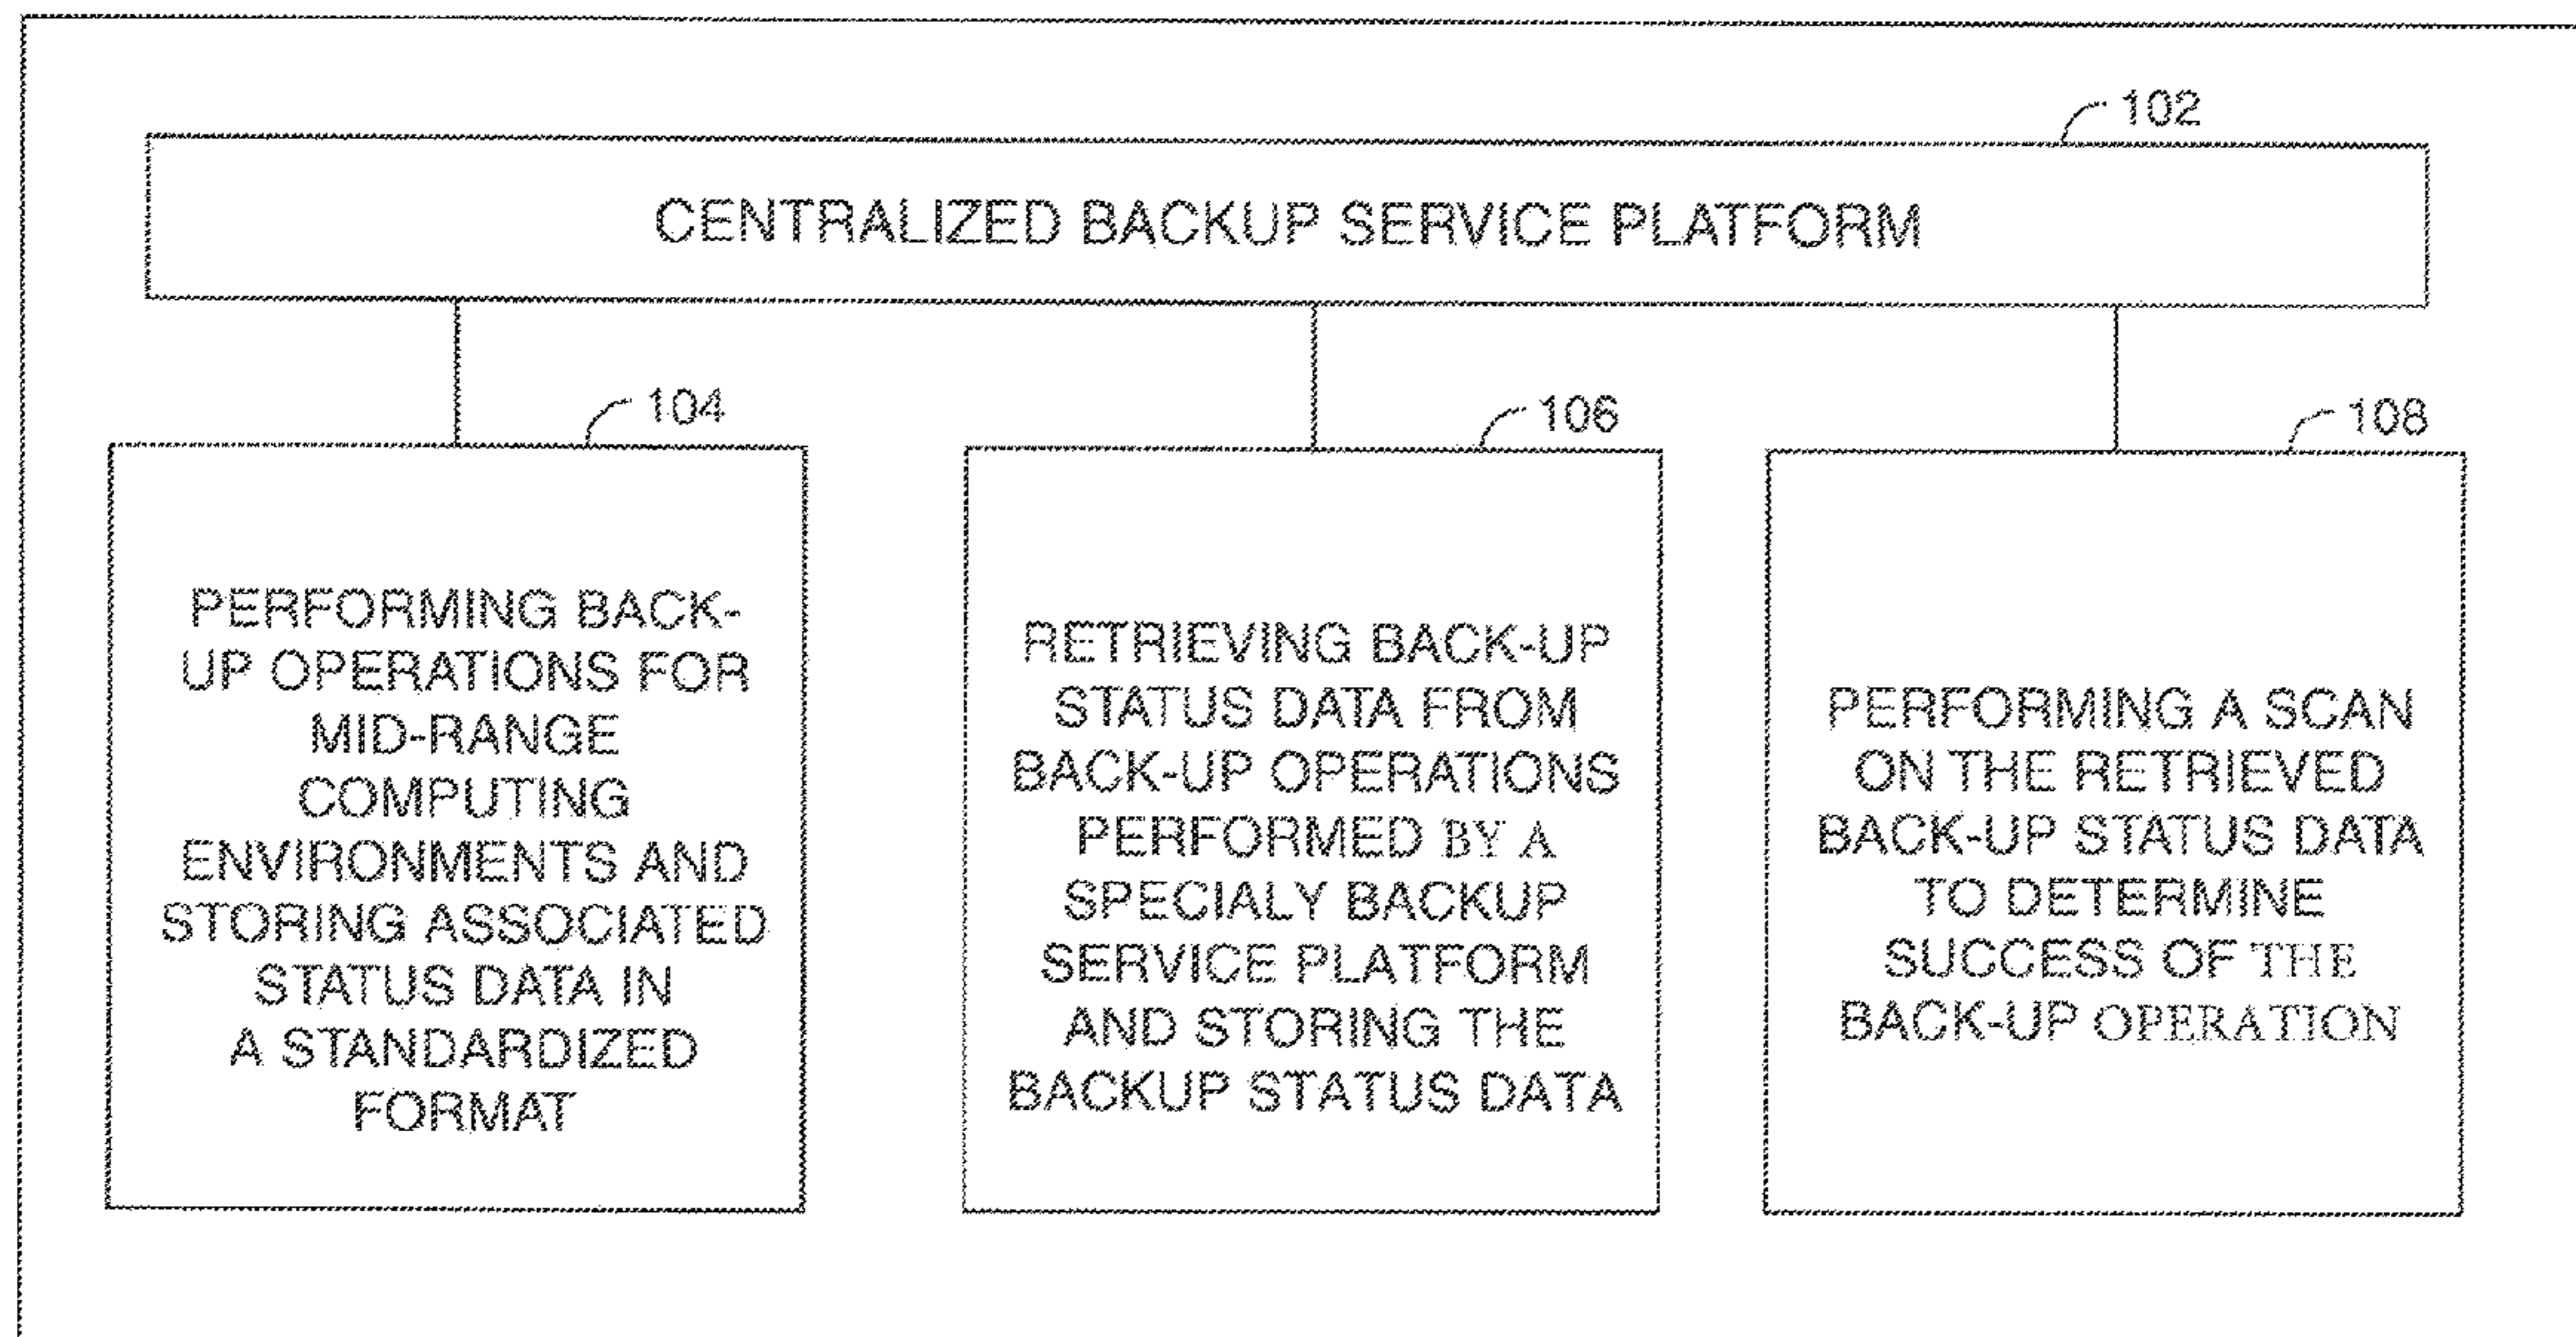 102
CENTRALIZED BACKUP SERVICE PLATFORM
104
PERFORMING BACK-
UP OPERATIONS FOR
MID-RANGE
COMPUTING
ENVIRONMENTS AND
STORING ASSOCIATED
STATUS DATA IN
A STANDARDIZED
FORMAT
106
RETRIEVING BACK-UP
STATUS DATA FROM
BACK-UP OPERATIONS
PERFORMED BY A
SPECIALY BACKUP
SERVICE PLATFORM
AND STORING THE
BACKUP STATUS DATA
108
PERFORMING A SCAN
ON THE RETRIEVED
BACK-UP STATUS DATA
TO DETERMINE
SUCCESS OF THE
BACK-UP OPERATION